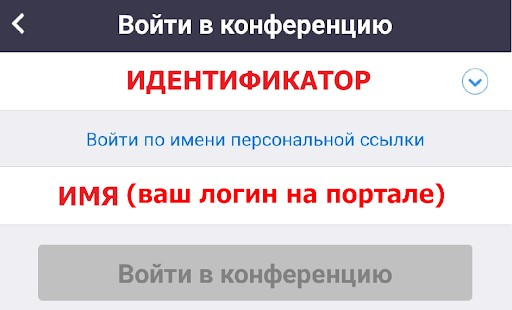 Войти в конференцию
ИДЕНТИФИКАТОР
Войти по имени персональной ссылки
ИМЯ (ваш логин на портале)
Войти в конференцию